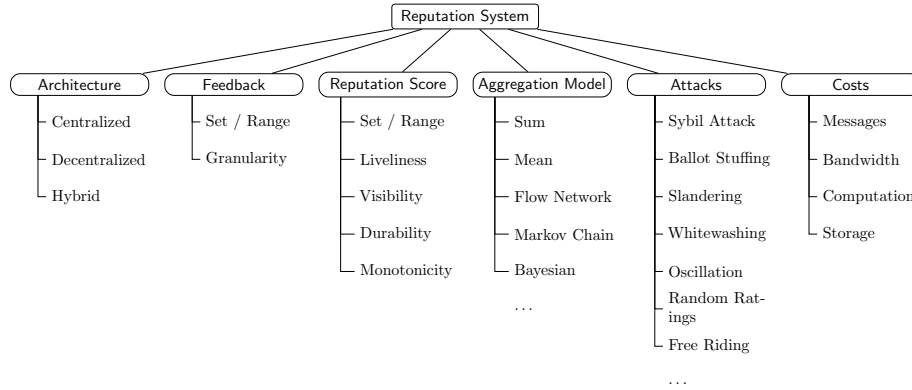 Reputation System
Architecture
Centralized
Decentralized
Hybrid
Feedback
Set / Range
Granularity
Reputation Score
Set / Range
Liveliness
Visibility
Durability
Monotonicity
Aggregation Model
Sum
Mean
Flow Network
Markov Chain
Bayesian
...
Attacks
Sybil Attack
Ballot Stuffing
Slandering
Whitewashing
Oscillation
Random Rat-
ings
Free Riding
...
Costs
Messages
Bandwidth
Computation
Storage